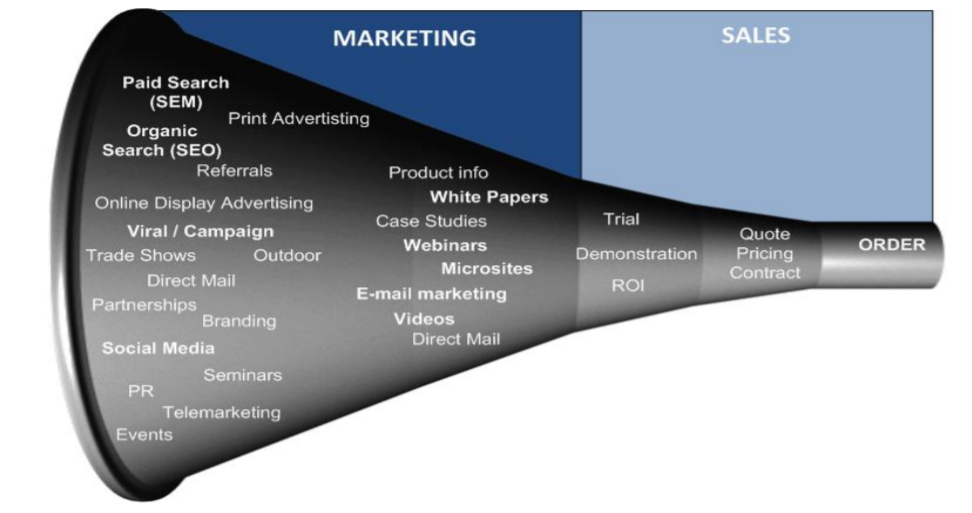 MARKETING
SALES
Paid Search
(SEM)
Print Advertisting
Organic
Search (SEO)
Referrals
Online Display Advertising
Viral / Campaign
Trade Shows
Outdoor
Direct Mail
Partnerships
Branding
Social Media
Seminars
PR
Telemarketing
Events
Product info
White Papers
Case Studies
Webinars
Microsites
E-mail marketing
Videos
Direct Mail
Trial
Demonstration
ROI
Quote
Pricing
Contract
ORDER